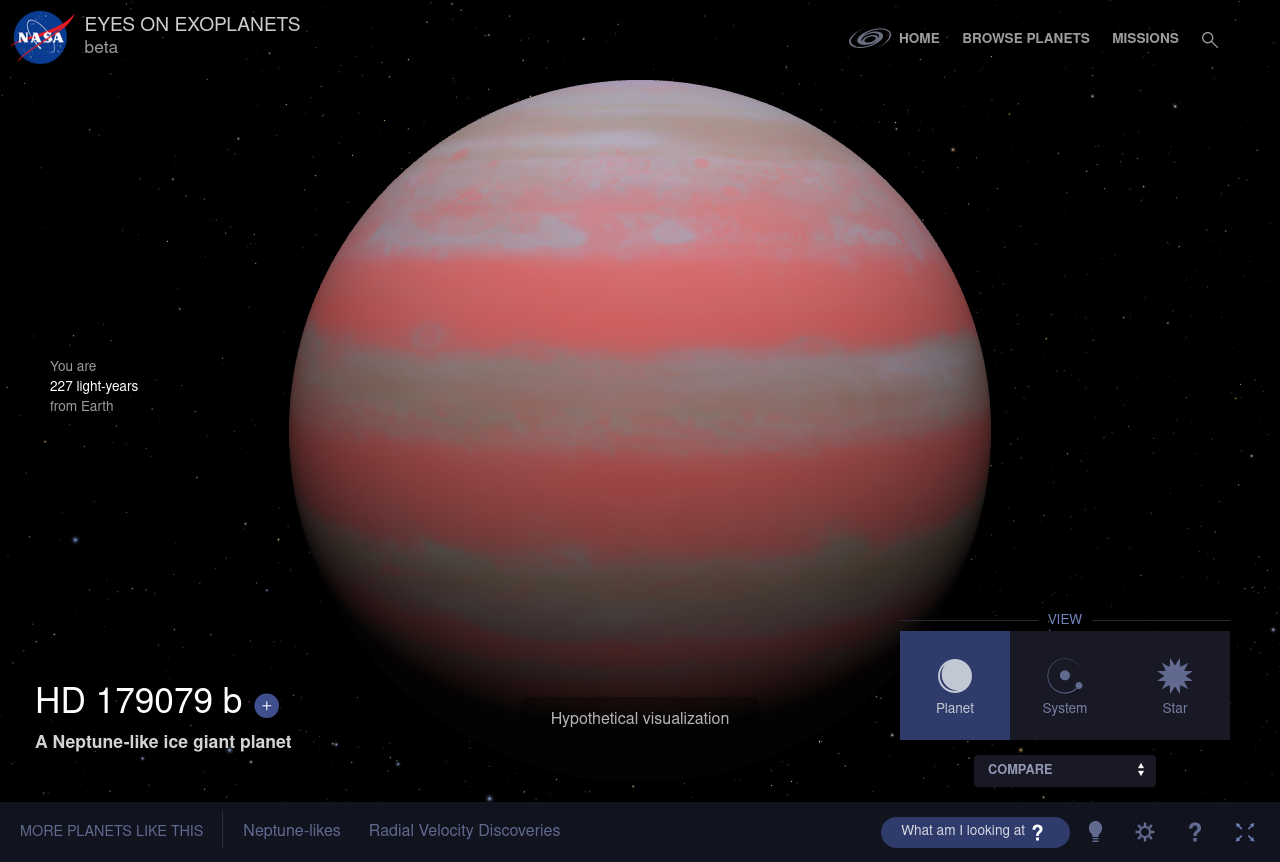 NASA
EYES ON EXOPLANETS
beta
HOME
BROWSE PLANETS
MISSIONS
You are
227 light-years
from Earth
HD 179079 b +
A Neptune-like ice giant planet
Hypothetical visualization
VIEW
Planet
System
Star
COMPARE
MORE PLANETS LIKE THIS
Neptune-likes
Radial Velocity Discoveries
What am I looking at ?
?